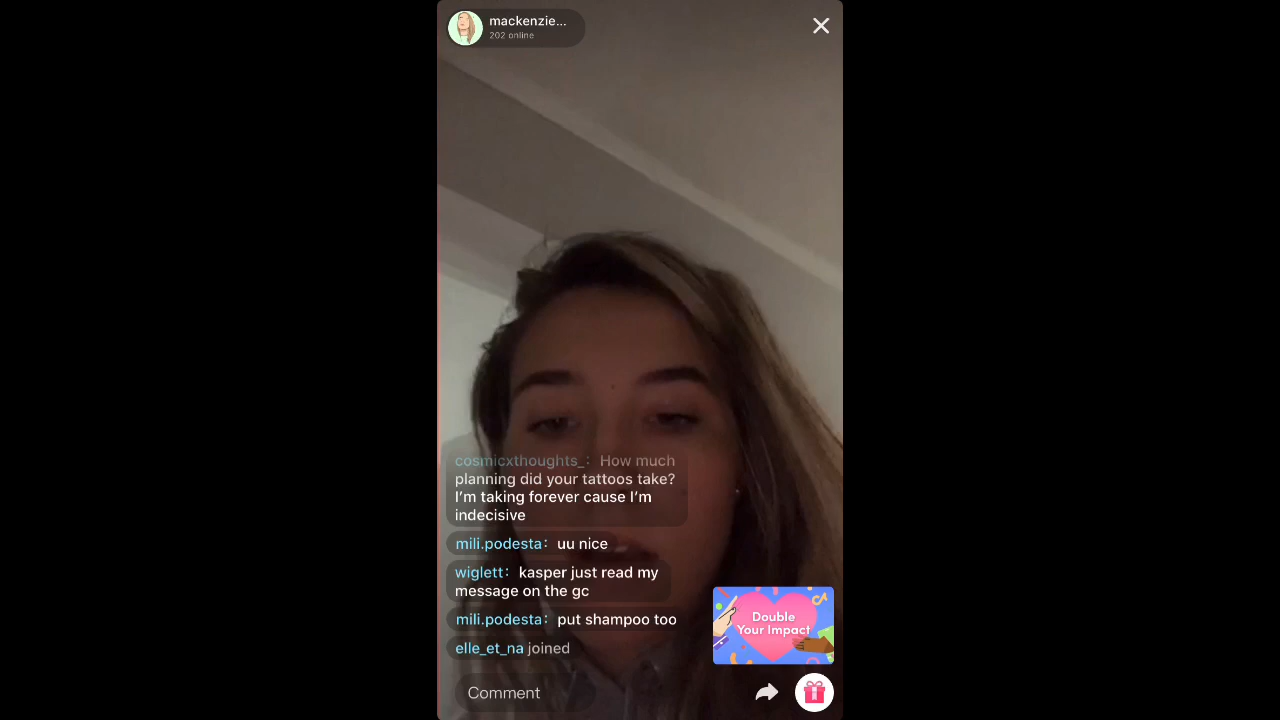 mackenzie...
202 online
cosmicxthoughts_: How much
planning did your tattoos take?
I'm taking forever cause I'm
indecisive
mili.podesta: uu nice
wiglett: kasper just read my
message on the gc
mili.podesta: put shampoo too
elle_et_na joined
Double
Your Impact
Comment